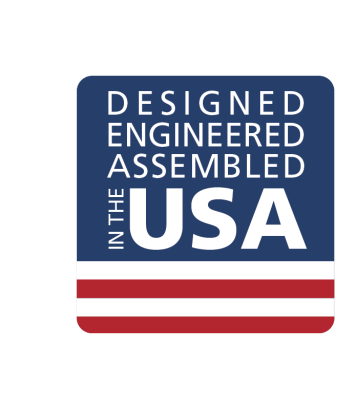 DESIGNED
ENGINEERED
ASSEMBLED
IN THE
USA